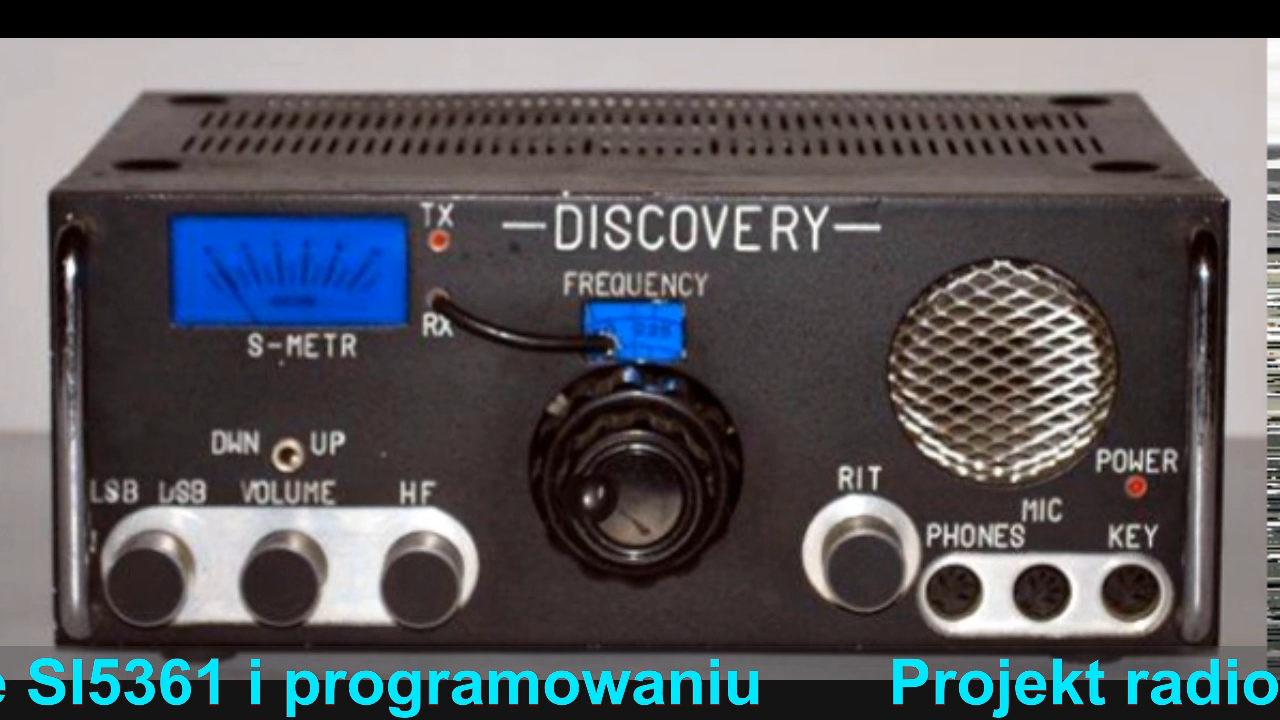 TX
—DISCOVERY—
FREQUENCY
RX
S-METR
DWN UP
LSB LSB VOLUME HF
RIT
POWER
MIC
PHONES KEY
SI5361 i programowaniu Projekt radio